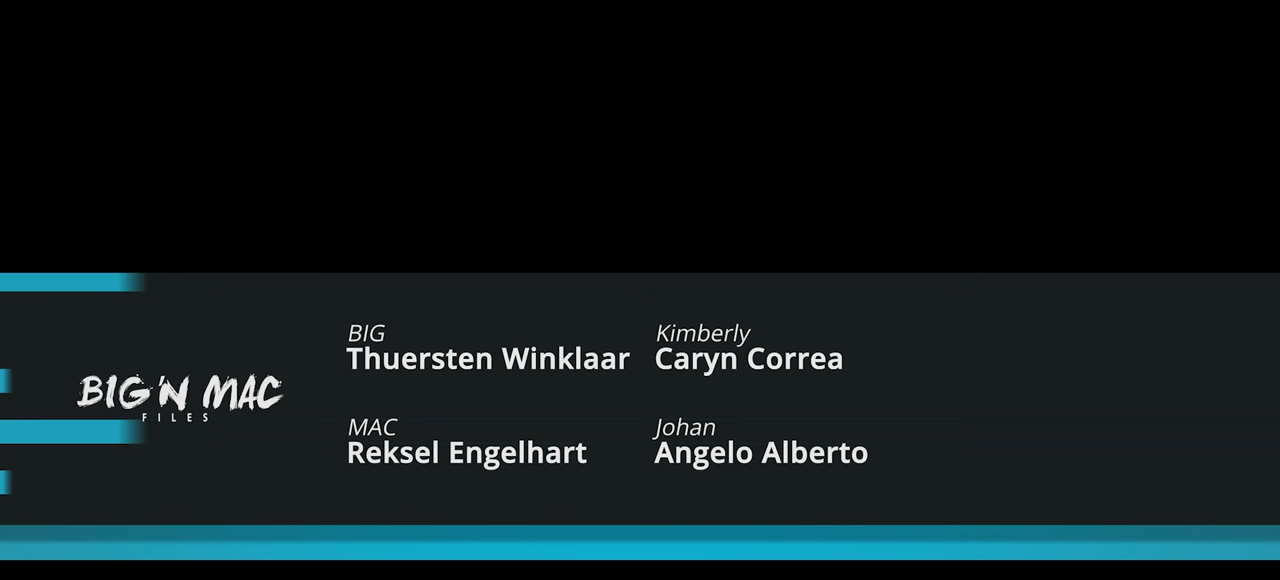 BIG'N MAC
FILES
BIG
Thuersten Winklaar
MAC
Reksel Engelhart
Kimberly
Caryn Correa
Johan
Angelo Alberto